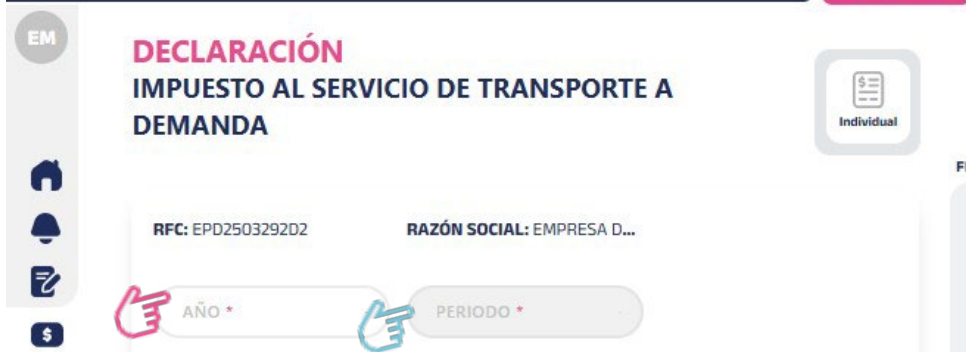 EM
DECLARACIÓN
IMPUESTO AL SERVICIO DE TRANSPORTE A
DEMANDA
Individual
RFC: EPD2503292D2
RAZÓN SOCIAL: EMPRESA D...
AÑO *
PERIODO *